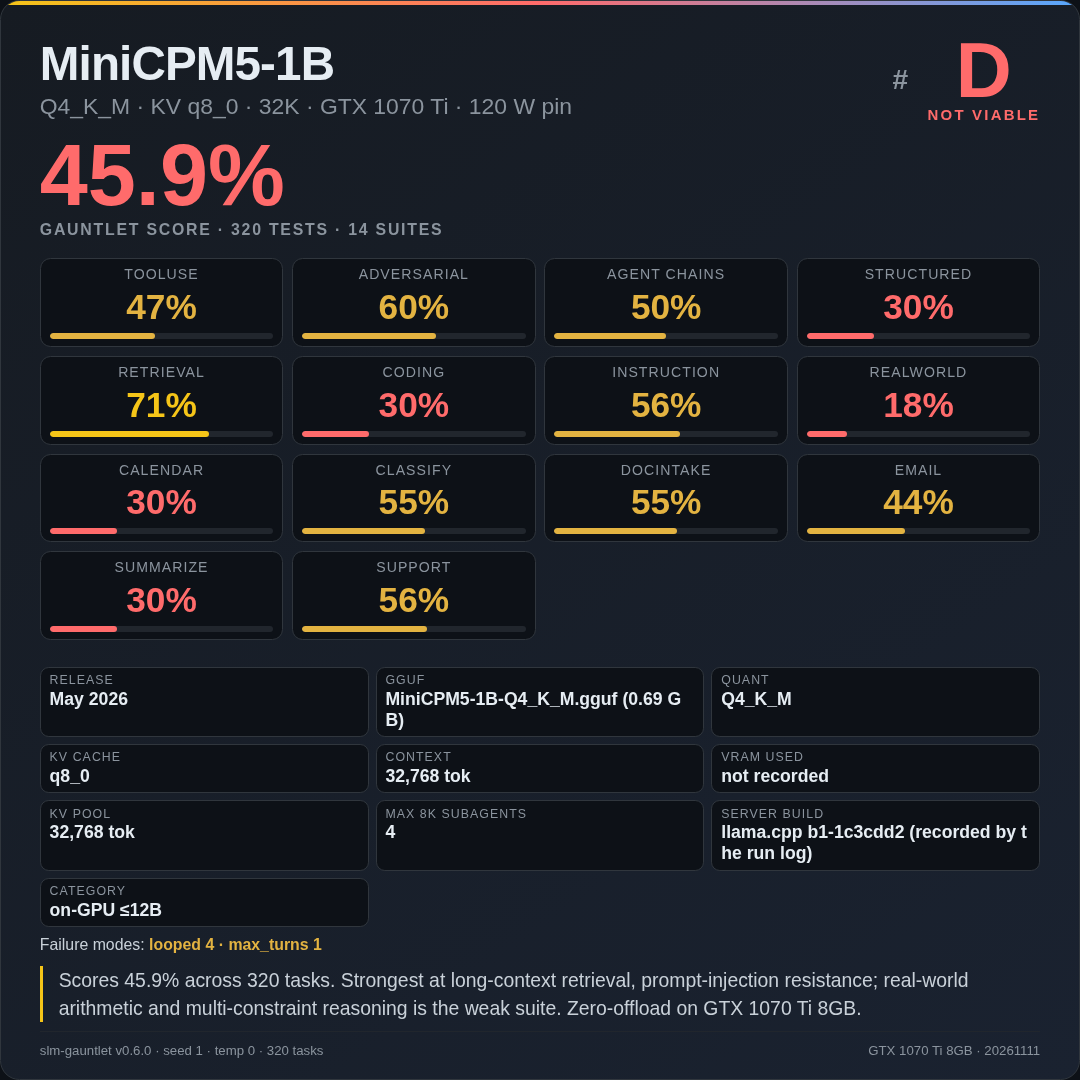 MiniCPM5-1B
Q4_K_M · KV q8_0 · 32K · GTX 1070 Ti · 120 W pin
#
D
NOT VIABLE
45.9%
GAUNTLET SCORE · 320 TESTS · 14 SUITES
TOOLUSE
47%
ADVERSARIAL
60%
AGENT CHAINS
50%
STRUCTURED
30%
RETRIEVAL
71%
CODING
30%
INSTRUCTION
56%
REALWORLD
18%
CALENDAR
30%
CLASSIFY
55%
DOCINTAKE
55%
EMAIL
44%
SUMMARIZE
30%
SUPPORT
56%
RELEASE
May 2026
GGUF
MiniCPM5-1B-Q4_K_M.gguf (0.69 G
B)
QUANT
Q4_K_M
KV CACHE
q8_0
CONTEXT
32,768 tok
VRAM USED
not recorded
KV POOL
32,768 tok
MAX 8K SUBAGENTS
4
SERVER BUILD
llama.cpp b1-1c3cdd2 (recorded by t
he run log)
CATEGORY
on-GPU ≤12B
Failure modes: looped 4 · max_turns 1
Scores 45.9% across 320 tasks. Strongest at long-context retrieval, prompt-injection resistance; real-world
arithmetic and multi-constraint reasoning is the weak suite. Zero-offload on GTX 1070 Ti 8GB.
slm-gauntlet v0.6.0 · seed 1 · temp 0 · 320 tasks
GTX 1070 Ti 8GB · 20261111